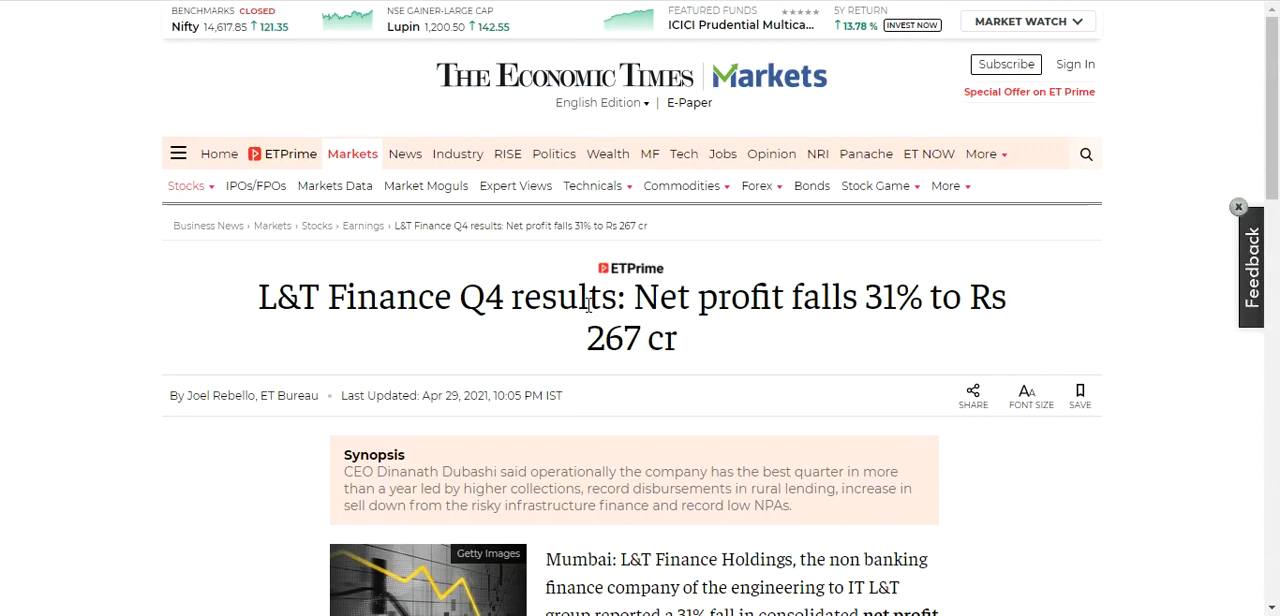 BENCHMARKS CLOSED
Nifty 14,617.85 ↑ 121.35
NSE GAINER-LARGE CAP
Lupin 1,200.50 ↑ 142.55
FEATURED FUNDS ★★★★★
ICICI Prudential Multica...
5Y RETURN
↑ 13.78 % INVEST NOW
MARKET WATCH
THE ECONOMIC TIMES | Markets
English Edition ▾ | E-Paper
Subscribe Sign In
Special Offer on ET Prime
Home ETPrime Markets News Industry RISE Politics Wealth MF Tech Jobs Opinion NRI Panache ET NOW More ▾
Stocks ▾ IPOs/FPOs Markets Data Market Moguls Expert Views Technicals ▾ Commodities ▾ Forex ▾ Bonds Stock Game ▾ More ▾
Business News › Markets › Stocks › Earnings › L&T Finance Q4 results: Net profit falls 31% to Rs 267 cr
x
Feedback
ETPrime
L&T Finance Q4 results: Net profit falls 31% to Rs
267 cr
By Joel Rebello, ET Bureau • Last Updated: Apr 29, 2021, 10:05 PM IST
SHARE
AA FONT SIZE
SAVE
Synopsis
CEO Dinanath Dubashi said operationally the company has the best quarter in more
than a year led by higher collections, record disbursements in rural lending, increase in
sell down from the risky infrastructure finance and record low NPAs.
Getty Images
Mumbai: L&T Finance Holdings, the non banking
finance company of the engineering to IT L&T
group reported a 31% fall in consolidated net profit